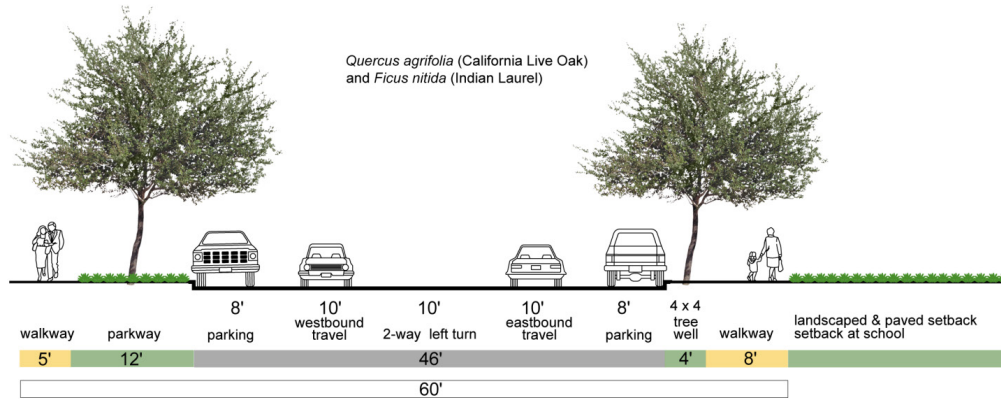 Quercus agrifolia (California Live Oak)
and Ficus nitida (Indian Laurel)
8' 10' 10' 10' 8' 4 x 4
walkway parkway parking westbound travel 2-way left turn eastbound travel parking tree well walkway landscaped & paved setback
setback at school
5' 12' 46' 4' 8'
60'